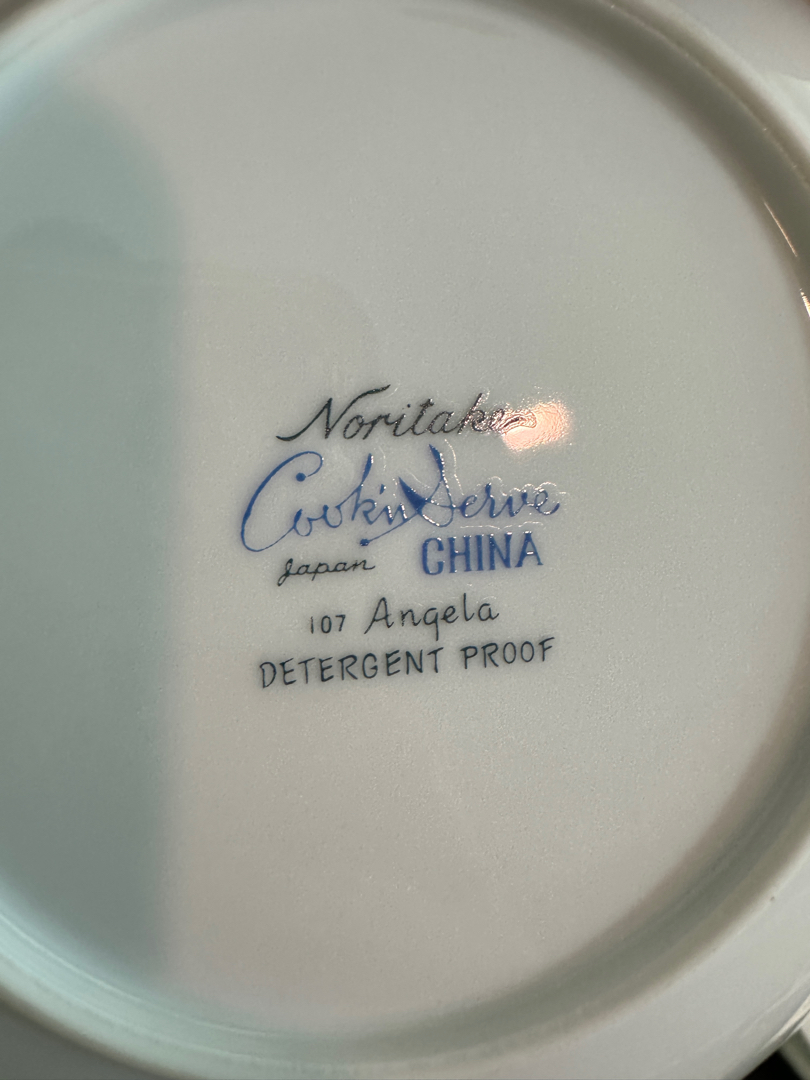 Noritake
Cook'n Serve
Japan CHINA
107 Angela
DETERGENT PROOF